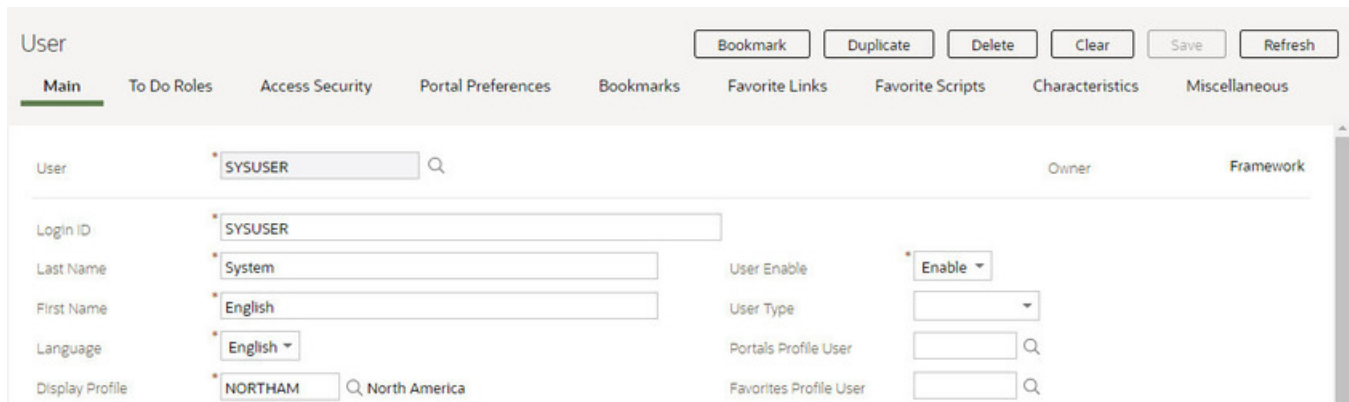 User Bookmark Duplicate Delete Clear Save Refresh
Main To Do Roles Access Security Portal Preferences Bookmarks Favorite Links Favorite Scripts Characteristics Miscellaneous
User * SYSUSER Owner Framework
Login ID * SYSUSER
Last Name * System User Enable * Enable
First Name * English User Type
Language * English Portals Profile User
Display Profile * NORTHAM North America Favorites Profile User